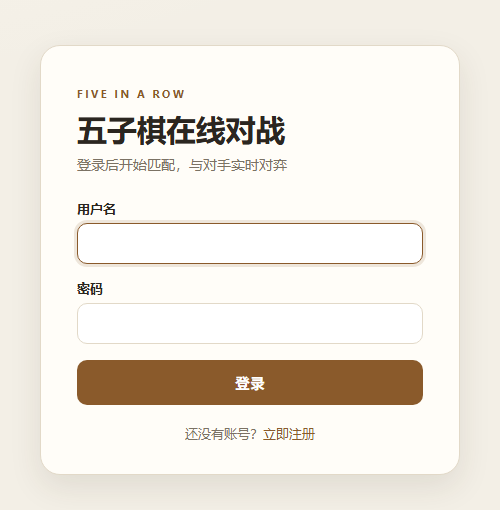 FIVE IN A ROW
五子棋在线对战
登录后开始匹配，与对手实时对弈
用户名
密码
登录
还没有账号？立即注册